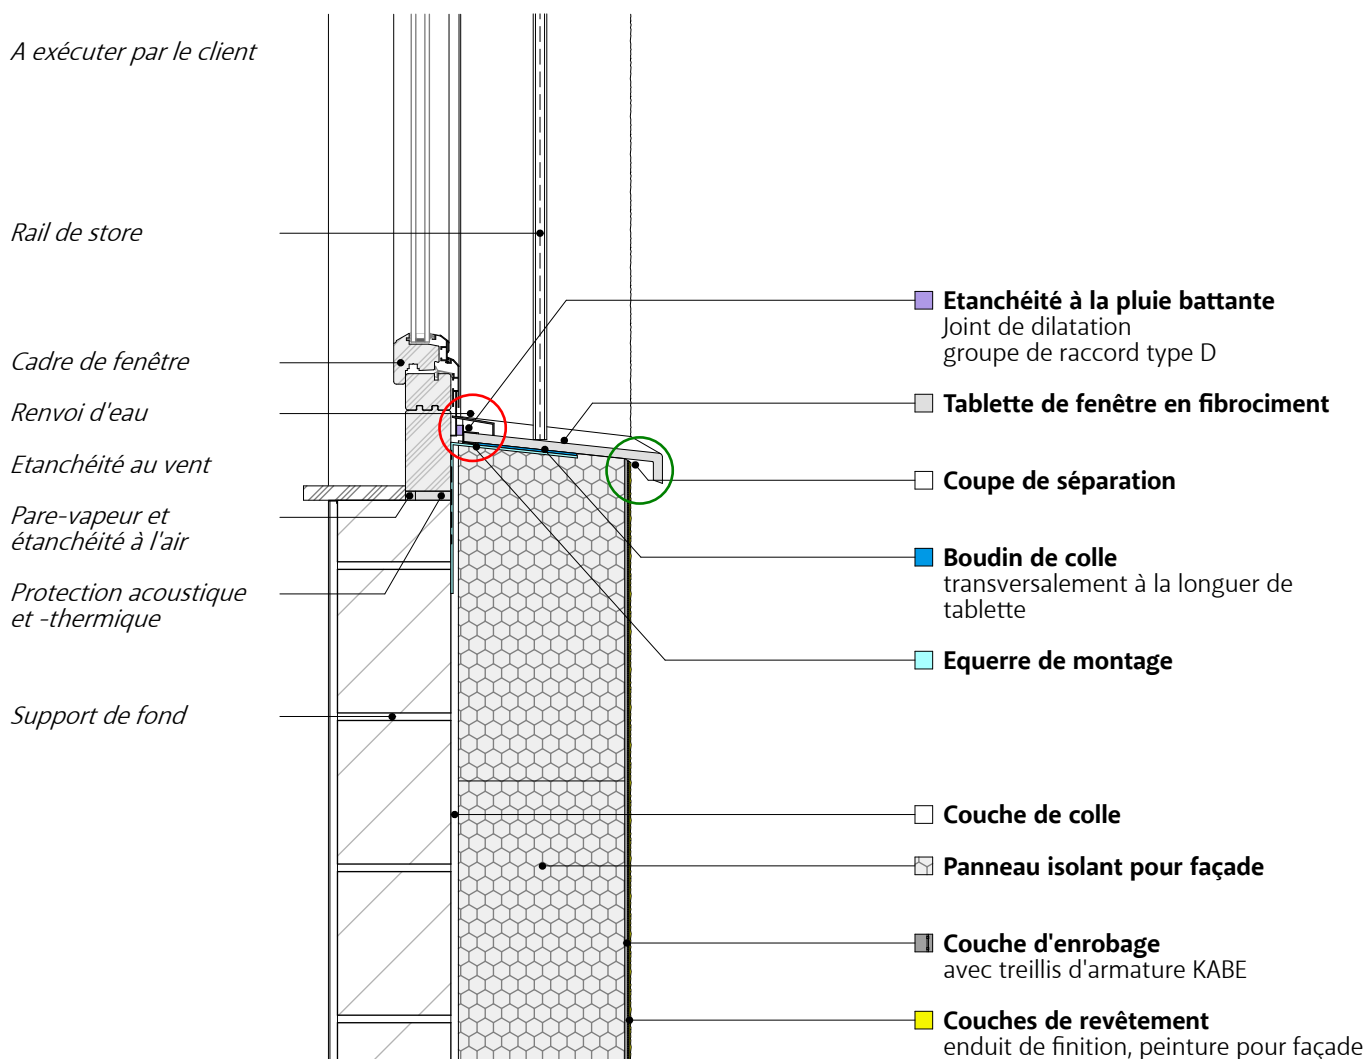 A exécuter par le client
Rail de store
Cadre de fenêtre
Renvoi d'eau
Etanchéité au vent
Pare-vapeur et
étanchéité à l'air
Protection acoustique
et -thermique
Support de fond
Etanchéité à la pluie battante
Joint de dilatation
groupe de raccord type D
Tablette de fenêtre en fibrociment
Coupe de séparation
Boudin de colle
transversalement à la longuer de
tablette
Equerre de montage
Couche de colle
Panneau isolant pour façade
Couche d'enrobage
avec treillis d'armature KABE
Couches de revêtement
enduit de finition, peinture pour façade